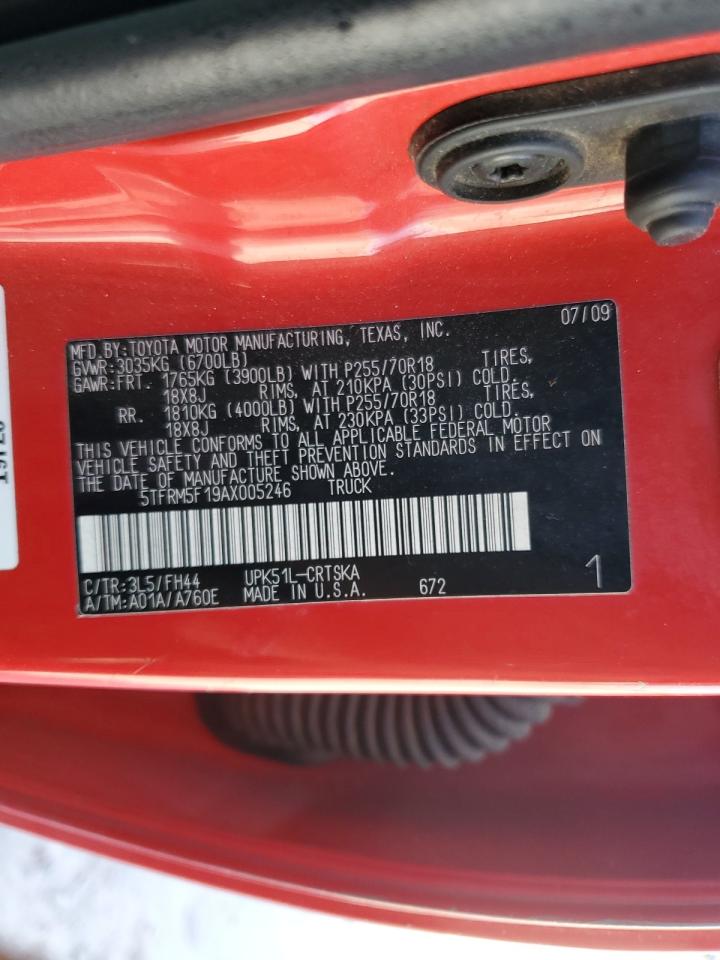 MFD.BY:TOYOTA MOTOR MANUFACTURING, TEXAS, INC. 07/09
GVWR:3035KG (6700LB)
GAWR:FRT. 1765KG (3900LB) WITH P255/70R18 TIRES,
18X8J RIMS, AT 210KPA (30PSI) COLD.
RR. 1810KG (4000LB) WITH P255/70R18 TIRES,
18X8J RIMS, AT 230KPA (33PSI) COLD.
THIS VEHICLE CONFORMS TO ALL APPLICABLE FEDERAL MOTOR
VEHICLE SAFETY AND THEFT PREVENTION STANDARDS IN EFFECT ON
THE DATE OF MANUFACTURE SHOWN ABOVE.
5TFRM5F19AX005246 TRUCK
C/TR:3L5/FH44 UPK51L-CRTSKA
A/TM:A01A/A760E MADE IN U.S.A. 672 1